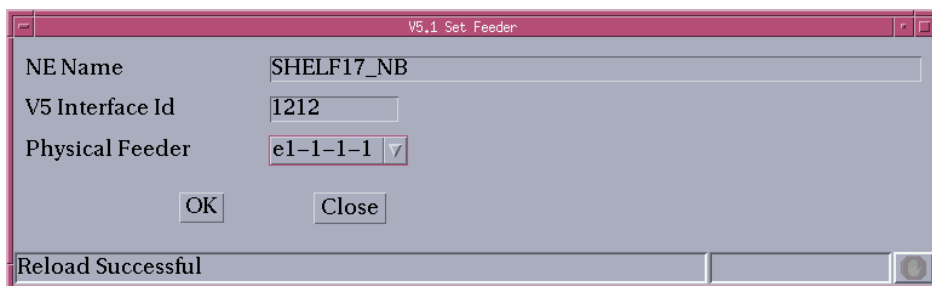 V5.1 Set Feeder
NE Name SHELF17_NB
V5 Interface Id 1212
Physical Feeder e1-1-1-1
OK Close
Reload Successful